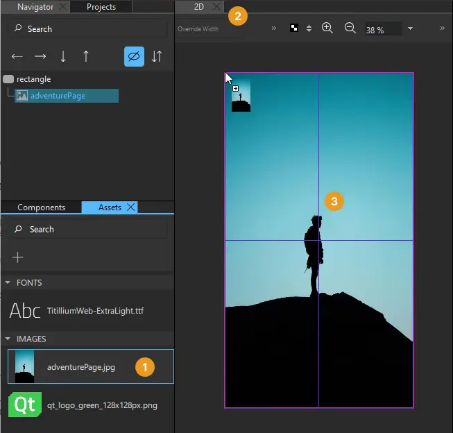 Navigator
Projects
Search
rectangle
adventurePage
Components
Assets
Search
FONTS
Abc
TitilliumWeb-ExtraLight.ttf
IMAGES
adventurePage.jpg
1
Qt
qt_logo_green_128x128px.png
2D
2
Override Width
»
38 %
»
3